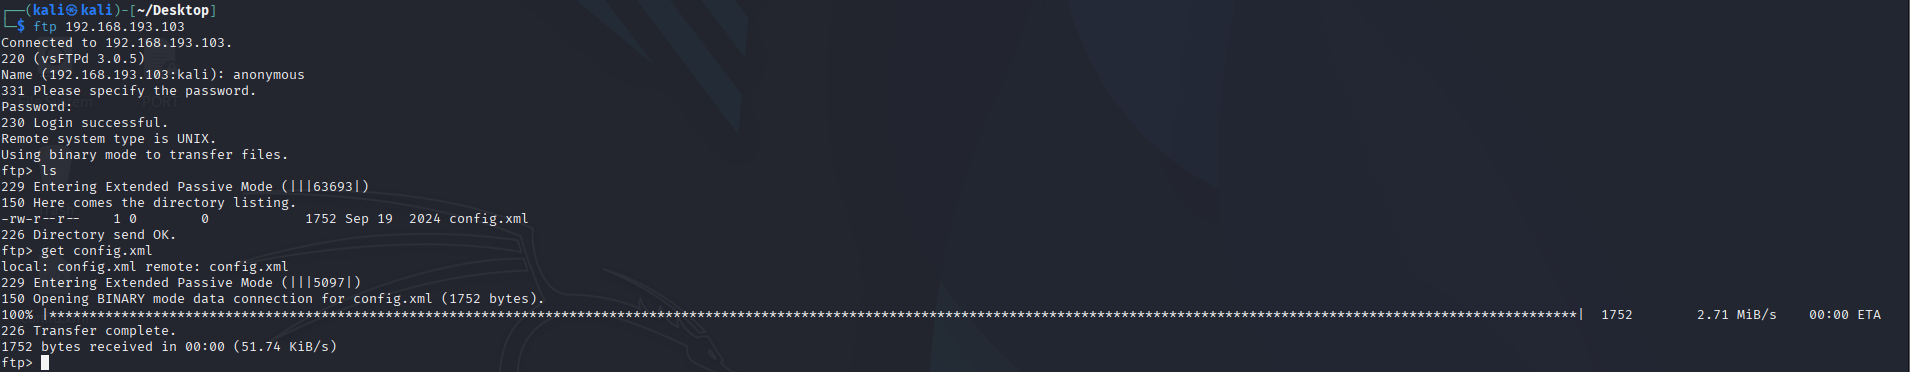 ┌──(kali㉿kali)-[~/Desktop]
└─$ ftp 192.168.193.103
Connected to 192.168.193.103.
220 (vsFTPd 3.0.5)
Name (192.168.193.103:kali): anonymous
331 Please specify the password.
Password:
230 Login successful.
Remote system type is UNIX.
Using binary mode to transfer files.
ftp> ls
229 Entering Extended Passive Mode (|||63693|)
150 Here comes the directory listing.
-rw-r--r--    1 0        0            1752 Sep 19  2024 config.xml
226 Directory send OK.
ftp> get config.xml
local: config.xml remote: config.xml
229 Entering Extended Passive Mode (|||5097|)
150 Opening BINARY mode data connection for config.xml (1752 bytes).
100% |***********************************************************************************************************************************************************************************************|  1752        2.71 MiB/s    00:00 ETA
226 Transfer complete.
1752 bytes received in 00:00 (51.74 KiB/s)
ftp>